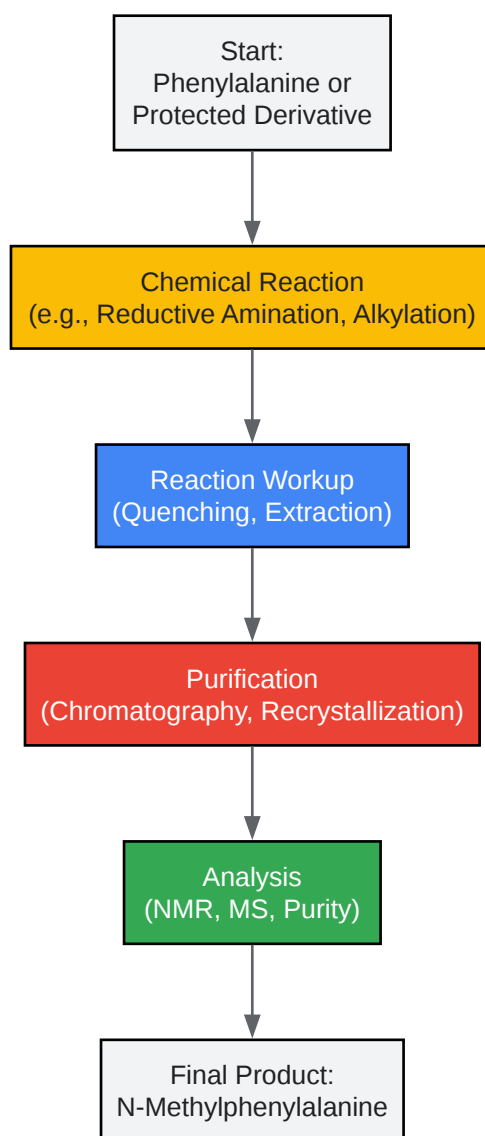 Start:
Phenylalanine or
Protected Derivative
Chemical Reaction
(e.g., Reductive Amination, Alkylation)
Reaction Workup
(Quenching, Extraction)
Purification
(Chromatography, Recrystallization)
Analysis
(NMR, MS, Purity)
Final Product:
N-Methylphenylalanine